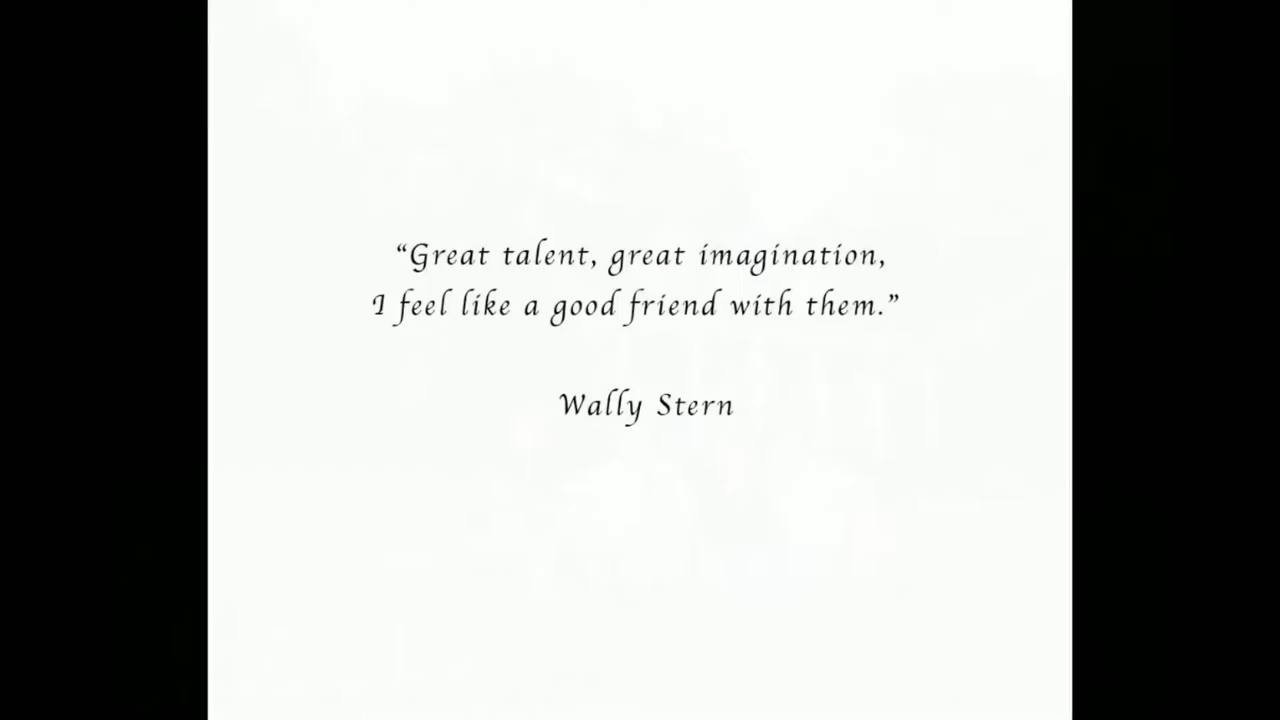 “Great talent, great imagination,
I feel like a good friend with them.”
Wally Stern